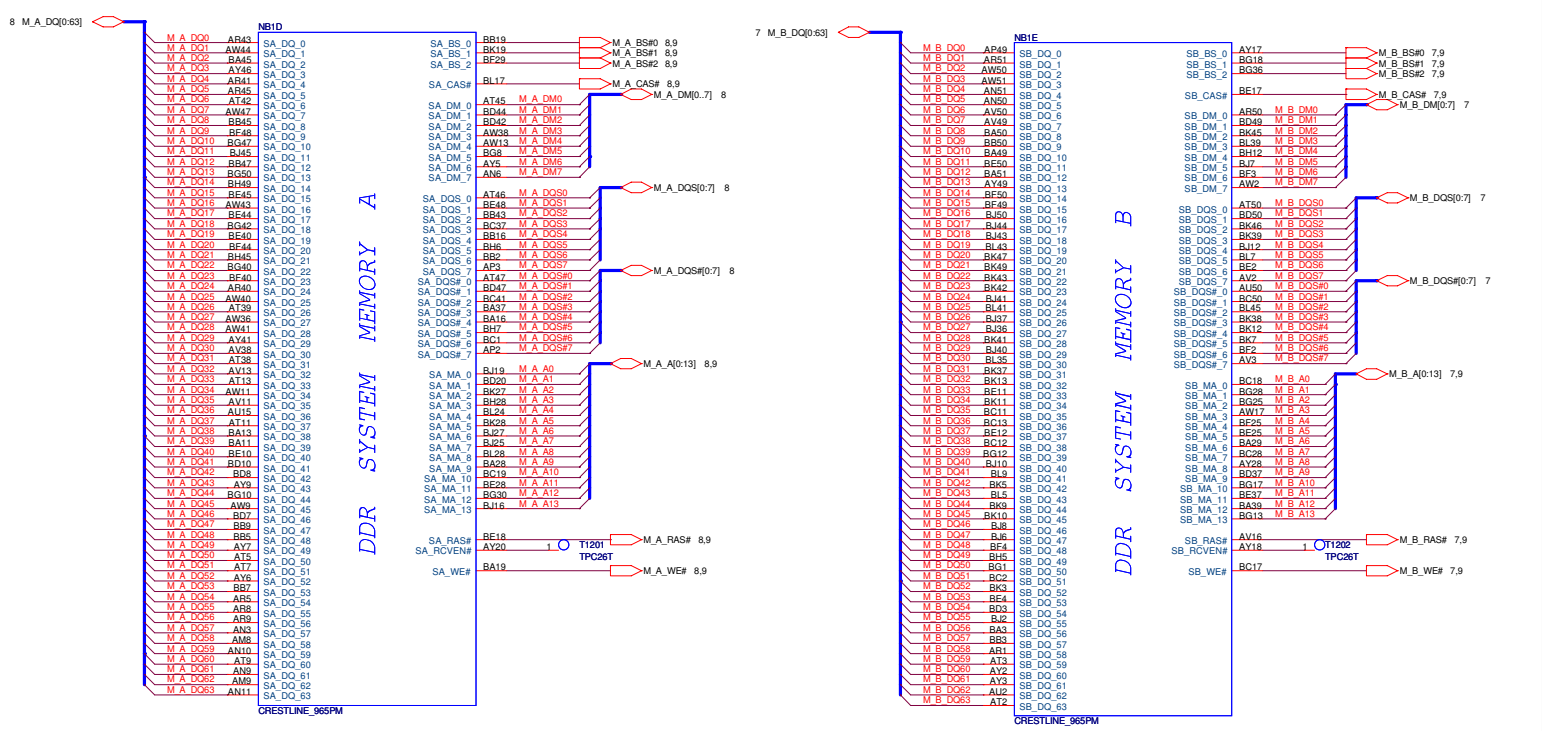 8 M_A_DQ[0:63]
NB1D
M_A_DQ0 AR43 SA_DQ_0
M_A_DQ1 AW44 SA_DQ_1
M_A_DQ2 BA45 SA_DQ_2
M_A_DQ3 AY46 SA_DQ_3
M_A_DQ4 AR41 SA_DQ_4
M_A_DQ5 AR45 SA_DQ_5
M_A_DQ6 AT42 SA_DQ_6
M_A_DQ7 AW47 SA_DQ_7
M_A_DQ8 BB45 SA_DQ_8
M_A_DQ9 BF48 SA_DQ_9
M_A_DQ10 BG47 SA_DQ_10
M_A_DQ11 BJ45 SA_DQ_11
M_A_DQ12 BB47 SA_DQ_12
M_A_DQ13 BG50 SA_DQ_13
M_A_DQ14 BH49 SA_DQ_14
M_A_DQ15 BE45 SA_DQ_15
M_A_DQ16 AW43 SA_DQ_16
M_A_DQ17 BE44 SA_DQ_17
M_A_DQ18 BG42 SA_DQ_18
M_A_DQ19 BE40 SA_DQ_19
M_A_DQ20 BF44 SA_DQ_20
M_A_DQ21 BH45 SA_DQ_21
M_A_DQ22 BG40 SA_DQ_22
M_A_DQ23 BF40 SA_DQ_23
M_A_DQ24 AR40 SA_DQ_24
M_A_DQ25 AW40 SA_DQ_25
M_A_DQ26 AT39 SA_DQ_26
M_A_DQ27 AW36 SA_DQ_27
M_A_DQ28 AW41 SA_DQ_28
M_A_DQ29 AY41 SA_DQ_29
M_A_DQ30 AV38 SA_DQ_30
M_A_DQ31 AT38 SA_DQ_31
M_A_DQ32 AV13 SA_DQ_32
M_A_DQ33 AT13 SA_DQ_33
M_A_DQ34 AW11 SA_DQ_34
M_A_DQ35 AV11 SA_DQ_35
M_A_DQ36 AU15 SA_DQ_36
M_A_DQ37 AT11 SA_DQ_37
M_A_DQ38 BA13 SA_DQ_38
M_A_DQ39 BA11 SA_DQ_39
M_A_DQ40 BE10 SA_DQ_40
M_A_DQ41 BD10 SA_DQ_41
M_A_DQ42 BD8 SA_DQ_42
M_A_DQ43 AY9 SA_DQ_43
M_A_DQ44 BG10 SA_DQ_44
M_A_DQ45 AW9 SA_DQ_45
M_A_DQ46 BD7 SA_DQ_46
M_A_DQ47 BB9 SA_DQ_47
M_A_DQ48 BB5 SA_DQ_48
M_A_DQ49 AY7 SA_DQ_49
M_A_DQ50 AT5 SA_DQ_50
M_A_DQ51 AT7 SA_DQ_51
M_A_DQ52 AY6 SA_DQ_52
M_A_DQ53 BB7 SA_DQ_53
M_A_DQ54 AR5 SA_DQ_54
M_A_DQ55 AR8 SA_DQ_55
M_A_DQ56 AR9 SA_DQ_56
M_A_DQ57 AN3 SA_DQ_57
M_A_DQ58 AM8 SA_DQ_58
M_A_DQ59 AN10 SA_DQ_59
M_A_DQ60 AT9 SA_DQ_60
M_A_DQ61 AN9 SA_DQ_61
M_A_DQ62 AM9 SA_DQ_62
M_A_DQ63 AN11 SA_DQ_63
DDR SYSTEM MEMORY A
SA_BS_0 BB19 M_A_BS#0 8,9
SA_BS_1 BK19 M_A_BS#1 8,9
SA_BS_2 BF29 M_A_BS#2 8,9
SA_CAS# BL17 M_A_CAS# 8,9
M_A_DM[0..7] 8
SA_DM_0 AT45 M_A_DM0
SA_DM_1 BD44 M_A_DM1
SA_DM_2 BD42 M_A_DM2
SA_DM_3 AW38 M_A_DM3
SA_DM_4 AW13 M_A_DM4
SA_DM_5 BG8 M_A_DM5
SA_DM_6 AY5 M_A_DM6
SA_DM_7 AN6 M_A_DM7
M_A_DQS[0:7] 8
SA_DQS_0 AT46 M_A_DQS0
SA_DQS_1 BE48 M_A_DQS1
SA_DQS_2 BB43 M_A_DQS2
SA_DQS_3 BC37 M_A_DQS3
SA_DQS_4 BB16 M_A_DQS4
SA_DQS_5 BH6 M_A_DQS5
SA_DQS_6 BB2 M_A_DQS6
SA_DQS_7 AP3 M_A_DQS7
M_A_DQS#[0:7] 8
SA_DQS#_0 AT47 M_A_DQS#0
SA_DQS#_1 BD47 M_A_DQS#1
SA_DQS#_2 BC41 M_A_DQS#2
SA_DQS#_3 BA37 M_A_DQS#3
SA_DQS#_4 BA16 M_A_DQS#4
SA_DQS#_5 BH7 M_A_DQS#5
SA_DQS#_6 BC1 M_A_DQS#6
SA_DQS#_7 AP2 M_A_DQS#7
M_A_A[0:13] 8,9
SA_MA_0 BJ19 M_A_A0
SA_MA_1 BD20 M_A_A1
SA_MA_2 BK27 M_A_A2
SA_MA_3 BH28 M_A_A3
SA_MA_4 BL24 M_A_A4
SA_MA_5 BK28 M_A_A5
SA_MA_6 BJ27 M_A_A6
SA_MA_7 BJ25 M_A_A7
SA_MA_8 BL28 M_A_A8
SA_MA_9 BA28 M_A_A9
SA_MA_10 BC19 M_A_A10
SA_MA_11 BE28 M_A_A11
SA_MA_12 BG30 M_A_A12
SA_MA_13 BJ16 M_A_A13
SA_RAS# BE18 M_A_RAS# 8,9
SA_RCVEN# AY20 1 T1201
TPC26T
SA_WE# BA19 M_A_WE# 8,9
CRESTLINE_965PM
7 M_B_DQ[0:63]
NB1E
M_B_DQ0 AP49 SB_DQ_0
M_B_DQ1 AR51 SB_DQ_1
M_B_DQ2 AW50 SB_DQ_2
M_B_DQ3 AW51 SB_DQ_3
M_B_DQ4 AN51 SB_DQ_4
M_B_DQ5 AN50 SB_DQ_5
M_B_DQ6 AV50 SB_DQ_6
M_B_DQ7 AV49 SB_DQ_7
M_B_DQ8 BA50 SB_DQ_8
M_B_DQ9 BB50 SB_DQ_9
M_B_DQ10 BA49 SB_DQ_10
M_B_DQ11 BE50 SB_DQ_11
M_B_DQ12 BA51 SB_DQ_12
M_B_DQ13 AY49 SB_DQ_13
M_B_DQ14 BF50 SB_DQ_14
M_B_DQ15 BF49 SB_DQ_15
M_B_DQ16 BJ50 SB_DQ_16
M_B_DQ17 BJ44 SB_DQ_17
M_B_DQ18 BJ43 SB_DQ_18
M_B_DQ19 BL43 SB_DQ_19
M_B_DQ20 BK47 SB_DQ_20
M_B_DQ21 BK49 SB_DQ_21
M_B_DQ22 BK43 SB_DQ_22
M_B_DQ23 BK42 SB_DQ_23
M_B_DQ24 BJ41 SB_DQ_24
M_B_DQ25 BL41 SB_DQ_25
M_B_DQ26 BJ37 SB_DQ_26
M_B_DQ27 BJ36 SB_DQ_27
M_B_DQ28 BK41 SB_DQ_28
M_B_DQ29 BJ40 SB_DQ_29
M_B_DQ30 BL35 SB_DQ_30
M_B_DQ31 BK37 SB_DQ_31
M_B_DQ32 BK13 SB_DQ_32
M_B_DQ33 BE11 SB_DQ_33
M_B_DQ34 BK11 SB_DQ_34
M_B_DQ35 BC11 SB_DQ_35
M_B_DQ36 BC13 SB_DQ_36
M_B_DQ37 BE12 SB_DQ_37
M_B_DQ38 BC12 SB_DQ_38
M_B_DQ39 BG12 SB_DQ_39
M_B_DQ40 BJ10 SB_DQ_40
M_B_DQ41 BL9 SB_DQ_41
M_B_DQ42 BK5 SB_DQ_42
M_B_DQ43 BL5 SB_DQ_43
M_B_DQ44 BK9 SB_DQ_44
M_B_DQ45 BK10 SB_DQ_45
M_B_DQ46 BJ8 SB_DQ_46
M_B_DQ47 BJ6 SB_DQ_47
M_B_DQ48 BF4 SB_DQ_48
M_B_DQ49 BH5 SB_DQ_49
M_B_DQ50 BG1 SB_DQ_50
M_B_DQ51 BC2 SB_DQ_51
M_B_DQ52 BK3 SB_DQ_52
M_B_DQ53 BE4 SB_DQ_53
M_B_DQ54 BD3 SB_DQ_54
M_B_DQ55 BJ2 SB_DQ_55
M_B_DQ56 BA3 SB_DQ_56
M_B_DQ57 BB3 SB_DQ_57
M_B_DQ58 AR1 SB_DQ_58
M_B_DQ59 AT3 SB_DQ_59
M_B_DQ60 AY2 SB_DQ_60
M_B_DQ61 AY3 SB_DQ_61
M_B_DQ62 AU2 SB_DQ_62
M_B_DQ63 AT2 SB_DQ_63
DDR SYSTEM MEMORY B
SB_BS_0 AY17 M_B_BS#0 7,9
SB_BS_1 BG18 M_B_BS#1 7,9
SB_BS_2 BG36 M_B_BS#2 7,9
SB_CAS# BE17 M_B_CAS# 7,9
M_B_DM[0:7] 7
SB_DM_0 AR50 M_B_DM0
SB_DM_1 BD49 M_B_DM1
SB_DM_2 BK45 M_B_DM2
SB_DM_3 BL39 M_B_DM3
SB_DM_4 BH12 M_B_DM4
SB_DM_5 BJ7 M_B_DM5
SB_DM_6 BF3 M_B_DM6
SB_DM_7 AW2 M_B_DM7
M_B_DQS[0:7] 7
SB_DQS_0 AT50 M_B_DQS0
SB_DQS_1 BD50 M_B_DQS1
SB_DQS_2 BK46 M_B_DQS2
SB_DQS_3 BK39 M_B_DQS3
SB_DQS_4 BJ12 M_B_DQS4
SB_DQS_5 BL7 M_B_DQS5
SB_DQS_6 BE2 M_B_DQS6
SB_DQS_7 AV2 M_B_DQS7
M_B_DQS#[0:7] 7
SB_DQS#_0 AU50 M_B_DQS#0
SB_DQS#_1 BC50 M_B_DQS#1
SB_DQS#_2 BL45 M_B_DQS#2
SB_DQS#_3 BK38 M_B_DQS#3
SB_DQS#_4 BK12 M_B_DQS#4
SB_DQS#_5 BK7 M_B_DQS#5
SB_DQS#_6 BF2 M_B_DQS#6
SB_DQS#_7 AV3 M_B_DQS#7
M_B_A[0:13] 7,9
SB_MA_0 BC18 M_B_A0
SB_MA_1 BG28 M_B_A1
SB_MA_2 BG25 M_B_A2
SB_MA_3 AW17 M_B_A3
SB_MA_4 BF25 M_B_A4
SB_MA_5 BE25 M_B_A5
SB_MA_6 BA29 M_B_A6
SB_MA_7 BC28 M_B_A7
SB_MA_8 AY28 M_B_A8
SB_MA_9 BD37 M_B_A9
SB_MA_10 BG17 M_B_A10
SB_MA_11 BE37 M_B_A11
SB_MA_12 BA39 M_B_A12
SB_MA_13 BG13 M_B_A13
SB_RAS# AV16 M_B_RAS# 7,9
SB_RCVEN# AY18 1 T1202
TPC26T
SB_WE# BC17 M_B_WE# 7,9
CRESTLINE_965PM